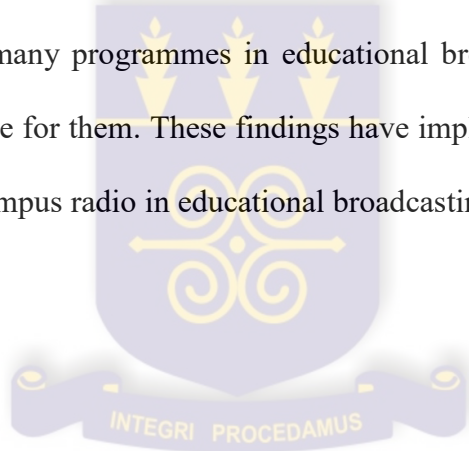 many programmes in educational br
e for them. These findings have imp
mpus radio in educational broadcastin
INTEGRI PROCEDAMUS